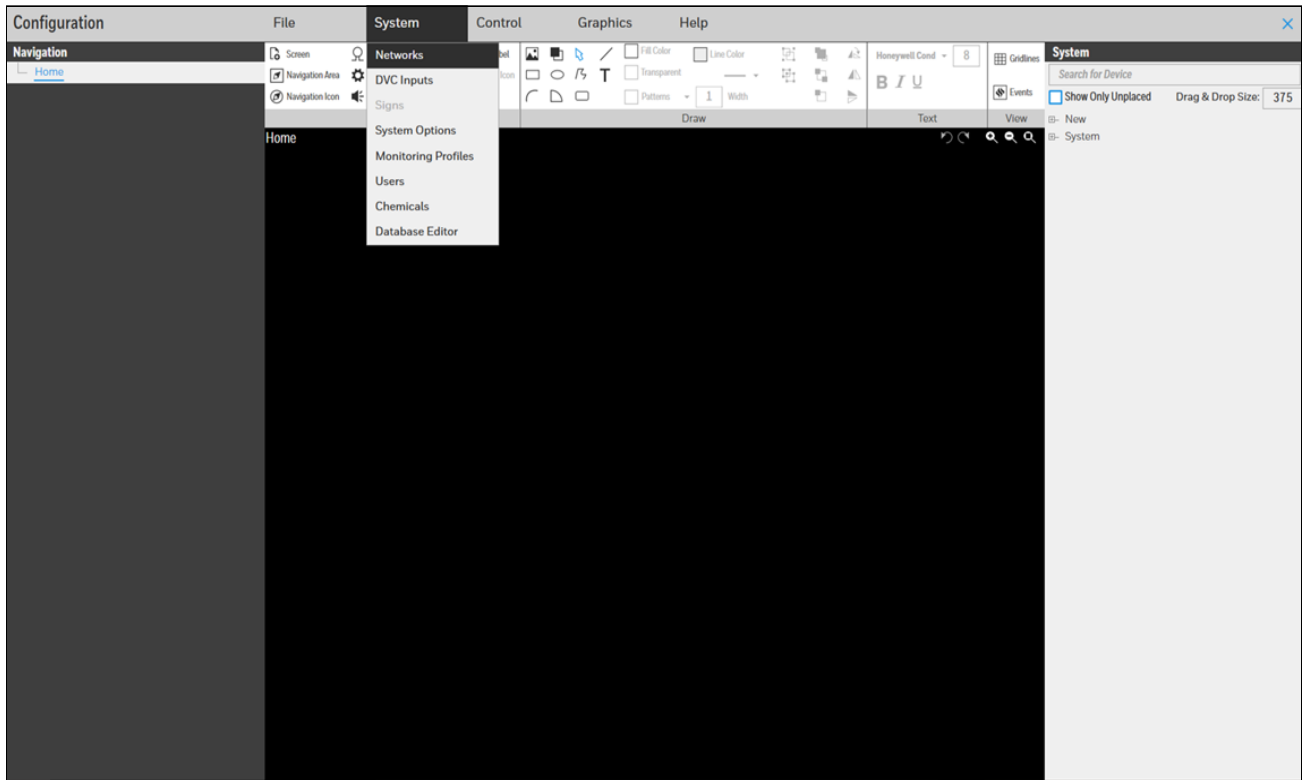 Configuration
File System Control Graphics Help
Navigation
Home
Screen
Navigation Area
Navigation Icon
Networks
DVC Inputs
Signs
System Options
Monitoring Profiles
Users
Chemicals
Database Editor
Icon
Fill Color
Line Color
Transparent
Patterns
1 Width
Draw
Honeywell Cond 8
B I U
Text
Gridlines
Events
View
Home
System
Search for Device
Show Only Unplaced Drag & Drop Size: 375
New
System